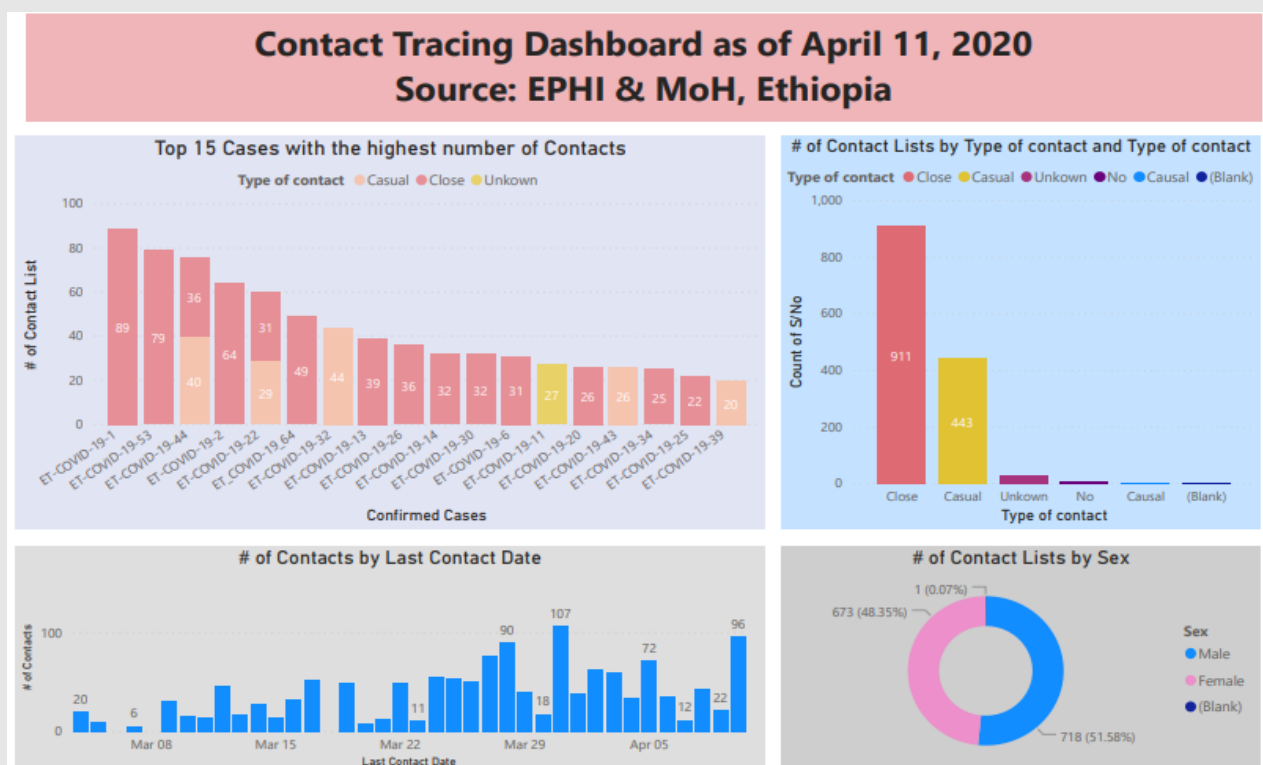 Contact Tracing Dashboard as of April 11, 2020
Source: EPHI & MoH, Ethiopia
Top 15 Cases with the highest number of Contacts
Type of contact Casual Close Unkown
# of Contact List
100
80
60
40
20
0
89
79
36
40
64
31
29
49
44
39
36
32
32
31
27
26
26
25
22
20
ET-COVID-19-1
ET-COVID-19-53
ET-COVID-19-44
ET-COVID-19-2
ET-COVID-19-22
ET_COVID-19_64
ET-COVID-19-32
ET-COVID-19-13
ET-COVID-19-26
ET-COVID-19-14
ET-COVID-19-30
ET-COVID-19-6
ET-COVID-19-11
ET-COVID-19-20
ET-COVID-19-43
ET-COVID-19-34
ET-COVID-19-25
ET-COVID-19-39
Confirmed Cases
# of Contact Lists by Type of contact and Type of contact
Type of contact Close Casual Unkown No Causal (Blank)
Count of S/No
1,000
800
600
400
200
0
911
443
Close Casual Unkown No Causal (Blank)
Type of contact
# of Contacts by Last Contact Date
# of Contacts
100
0
20
6
11
90
18
107
72
12
22
96
Mar 08 Mar 15 Mar 22 Mar 29 Apr 05
Last Contact Date
# of Contact Lists by Sex
1 (0.07%)
673 (48.35%)
718 (51.58%)
Sex
Male
Female
(Blank)